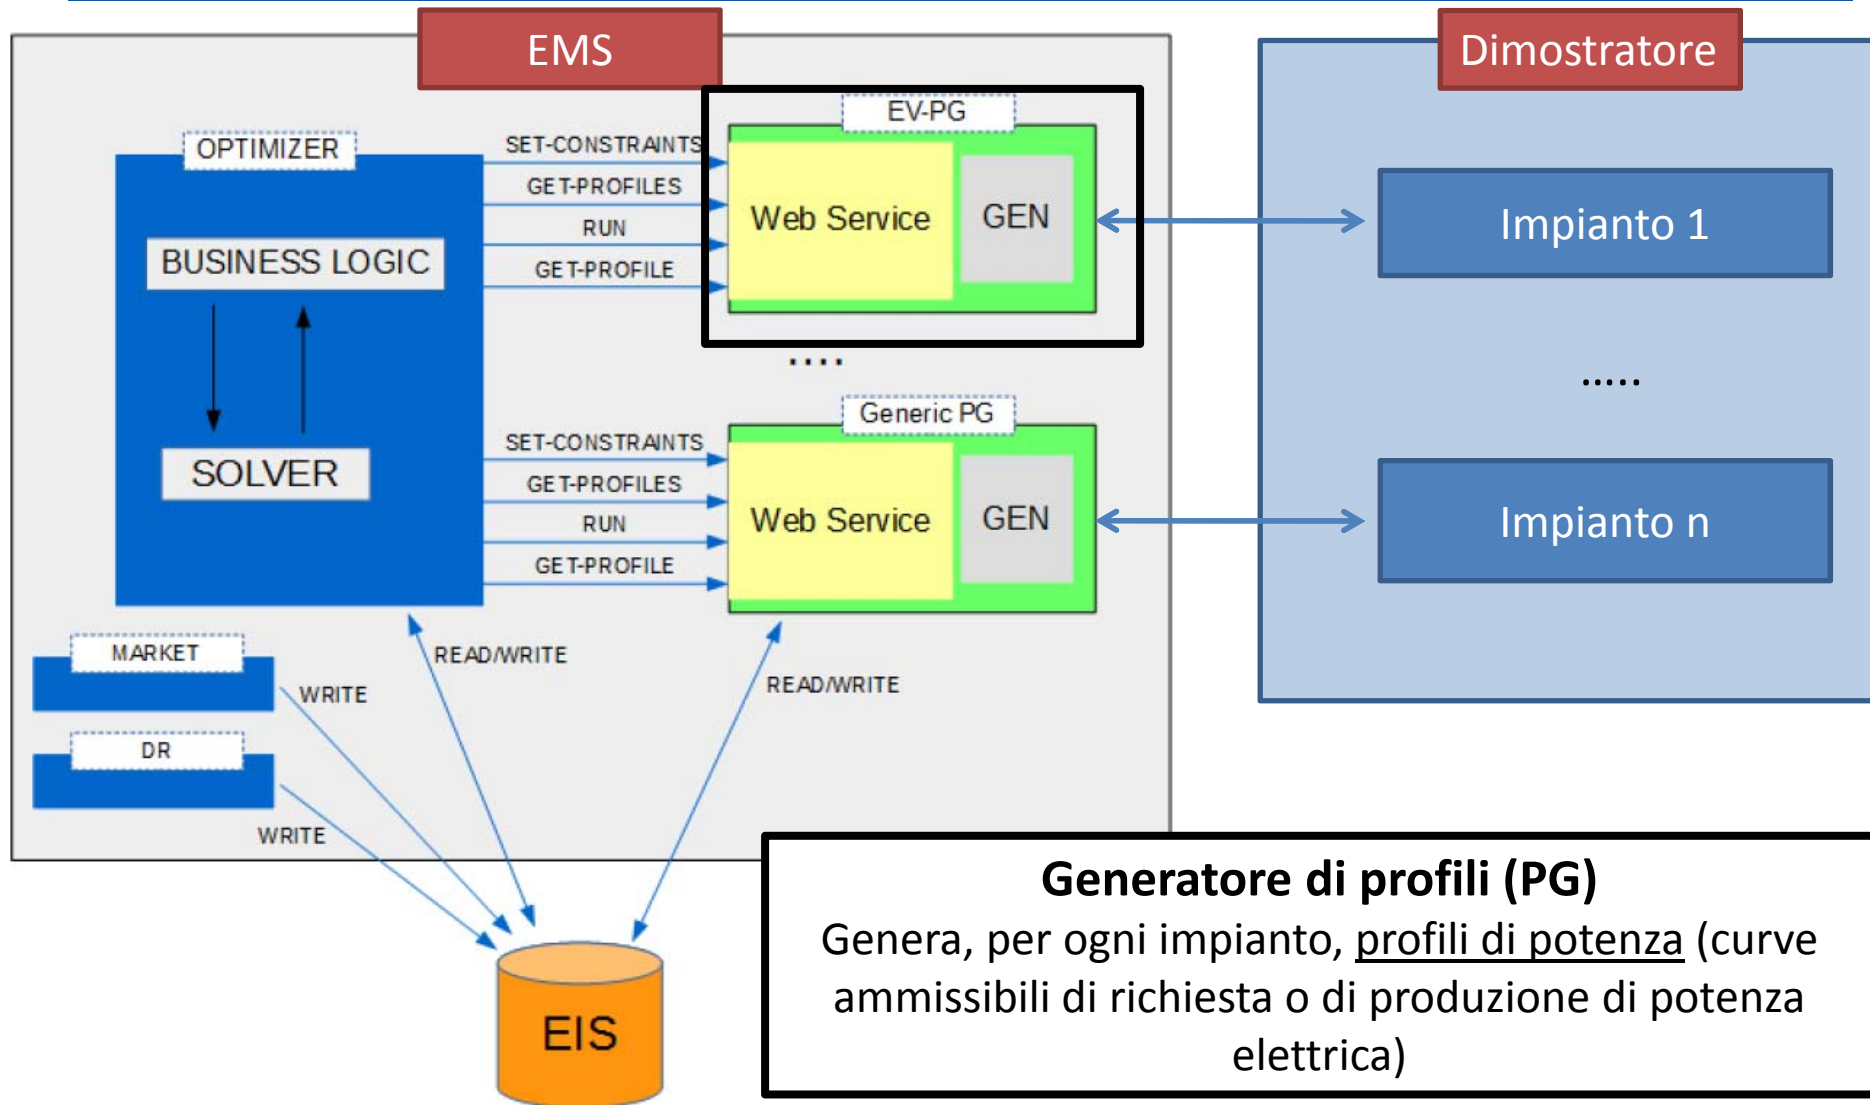 EMS
Dimostratore
EV-PG
OPTIMIZER
SET-CONSTRAINTS
GET-PROFILES
RUN
GET-PROFILE
Web Service
GEN
Impianto 1
BUSINESS LOGIC
....
.....
Generic PG
SOLVER
SET-CONSTRAINTS
GET-PROFILES
RUN
GET-PROFILE
Web Service
GEN
Impianto n
MARKET
READ/WRITE
WRITE
READ/WRITE
DR
WRITE
EIS
Generatore di profili (PG)
Genera, per ogni impianto, profili di potenza (curve
ammissibili di richiesta o di produzione di potenza
elettrica)